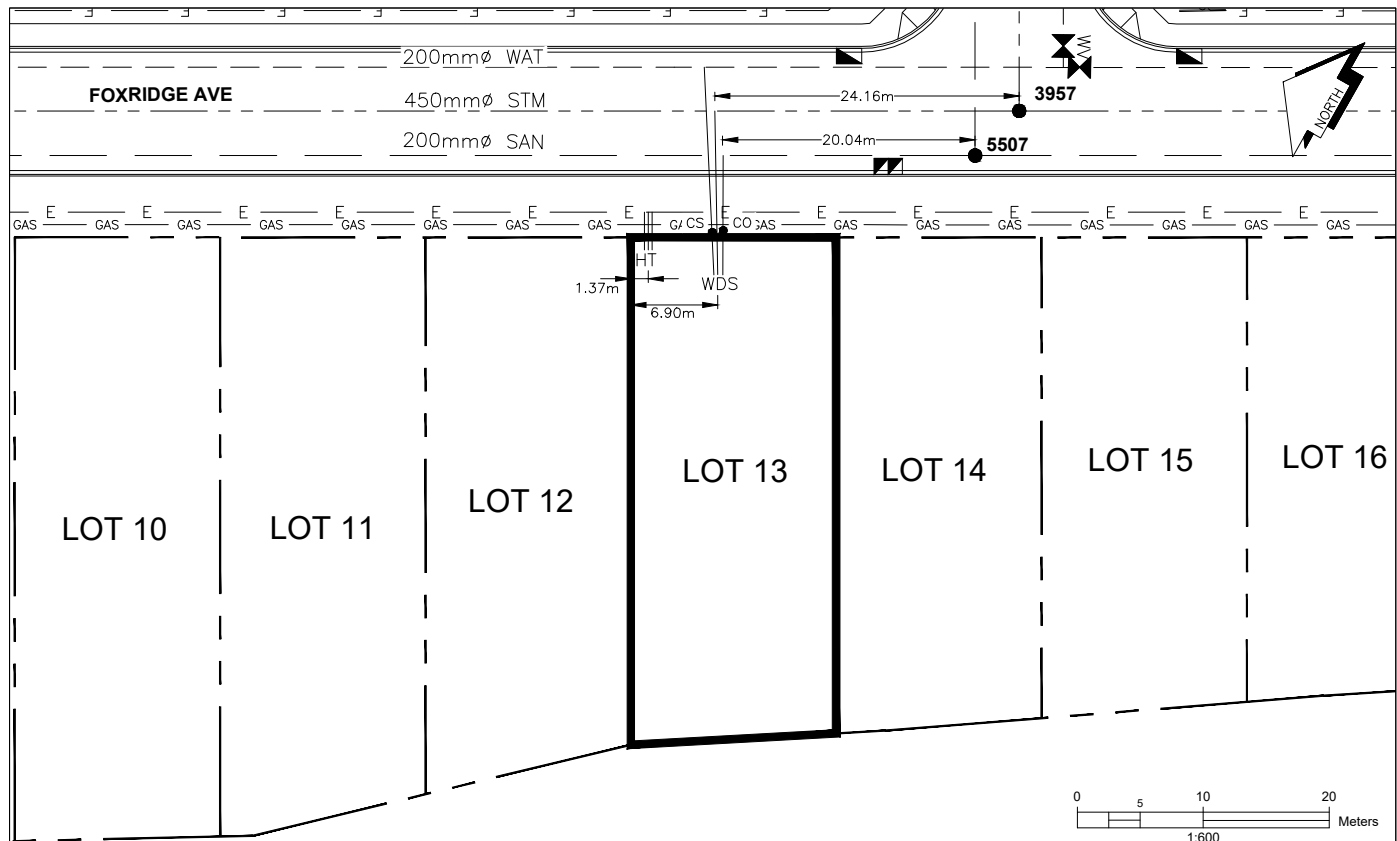 200mmø WAT
FOXRIDGE AVE
450mmø STM
24.16m
3957
NORTH
200mmø SAN
20.04m
5507
E E E E E E E E E E E E E E
GAS GAS GAS GAS GAS GAS GAS GAS CS CO GAS GAS GAS GAS GAS GAS GAS
HT
1.37m
WDS
6.90m
LOT 10
LOT 11
LOT 12
LOT 13
LOT 14
LOT 15
LOT 16
0 5 10 20
Meters
1:600